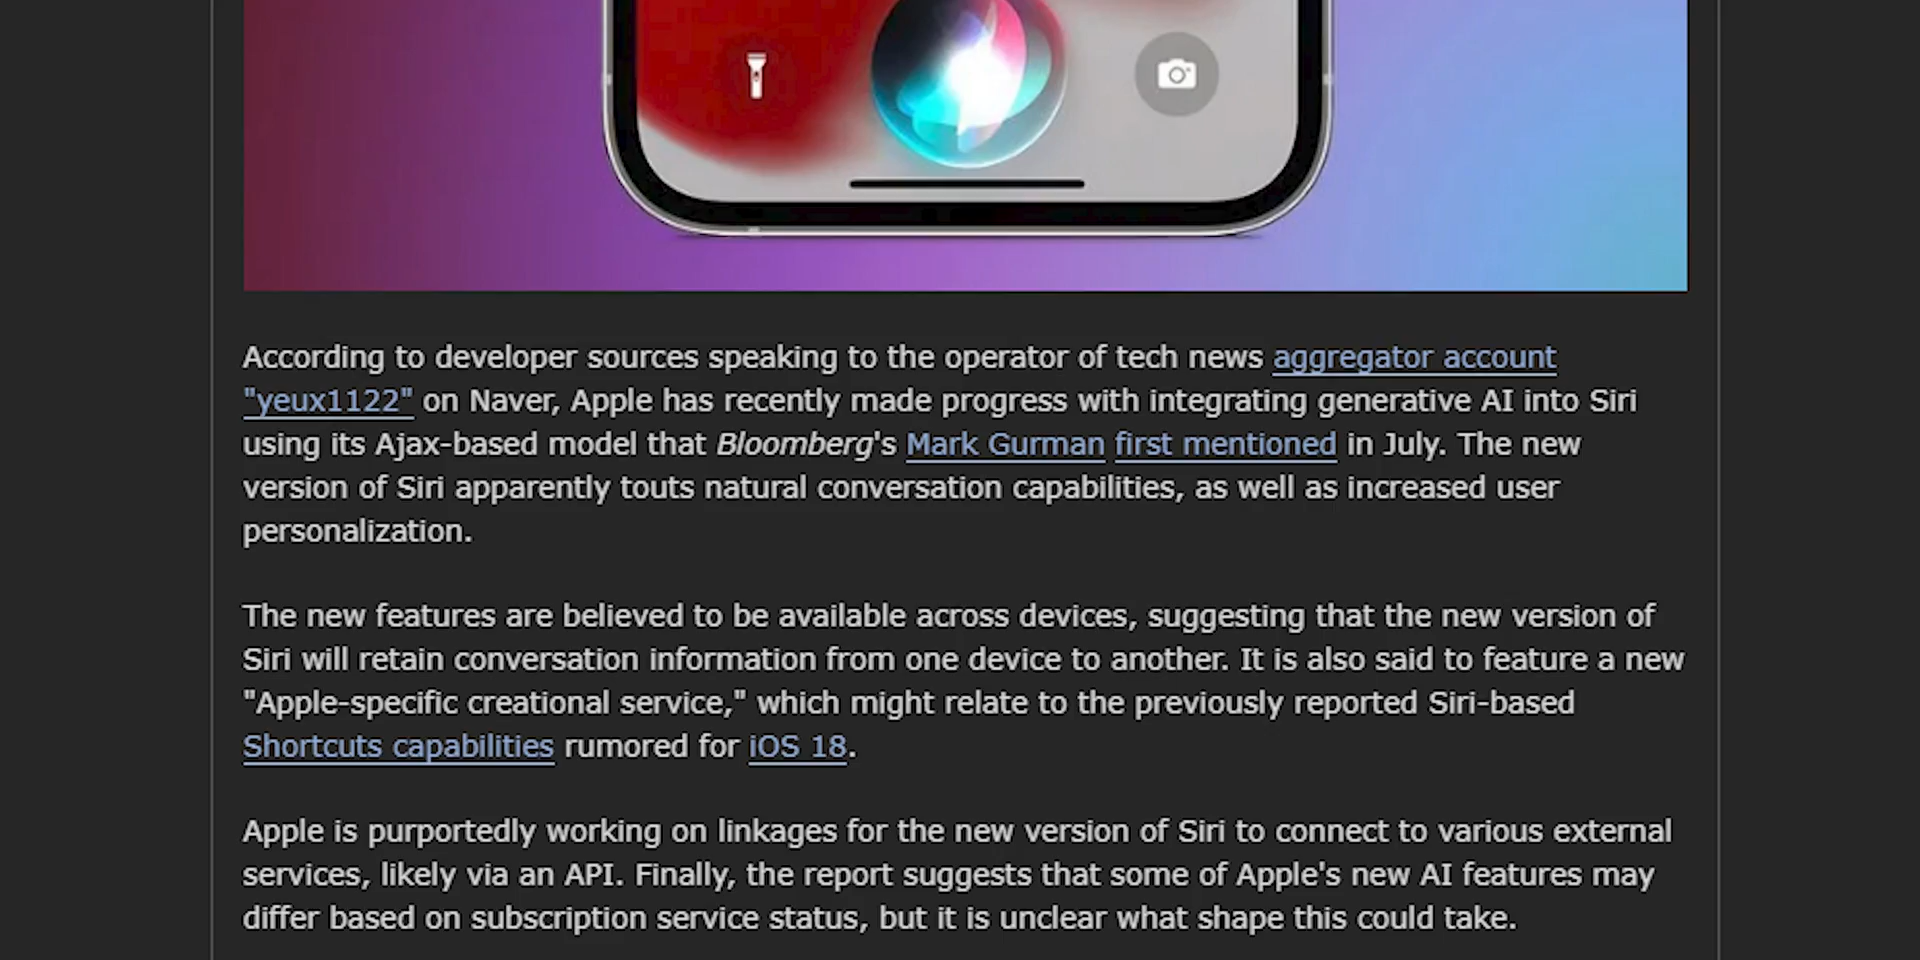 According to developer sources speaking to the operator of tech news aggregator account
"yeux1122" on Naver, Apple has recently made progress with integrating generative AI into Siri
using its Ajax-based model that Bloomberg's Mark Gurman first mentioned in July. The new
version of Siri apparently touts natural conversation capabilities, as well as increased user
personalization.
The new features are believed to be available across devices, suggesting that the new version of
Siri will retain conversation information from one device to another. It is also said to feature a new
"Apple-specific creational service," which might relate to the previously reported Siri-based
Shortcuts capabilities rumored for iOS 18.
Apple is purportedly working on linkages for the new version of Siri to connect to various external
services, likely via an API. Finally, the report suggests that some of Apple's new AI features may
differ based on subscription service status, but it is unclear what shape this could take.